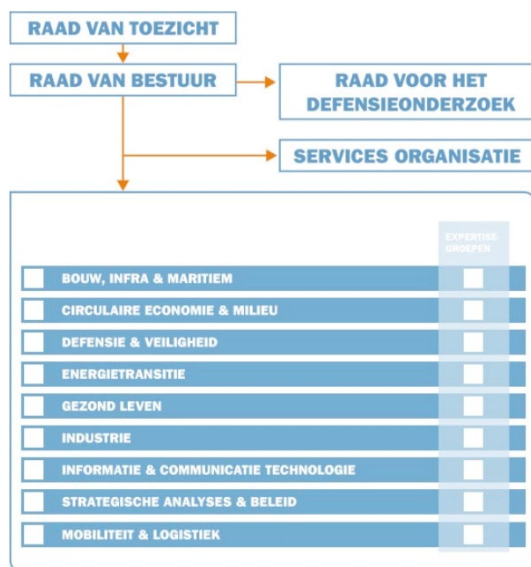 RAAD VAN TOEZICHT
RAAD VAN BESTUUR
RAAD VOOR HET
DEFENSIEONDERZOEK
SERVICES ORGANISATIE
EXPERTISE-
GROEPEN
BOUW, INFRA & MARITIEM
CIRCULAIRE ECONOMIE & MILIEU
DEFENSIE & VEILIGHEID
ENERGIETRANSITIE
GEZOND LEVEN
INDUSTRIE
INFORMATIE & COMMUNICATIE TECHNOLOGIE
STRATEGISCHE ANALYSES & BELEID
MOBILITEIT & LOGISTIEK